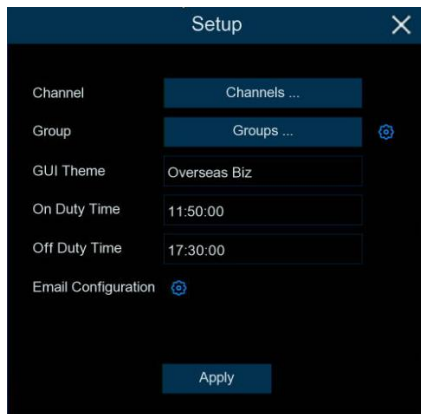 Setup
Channel Channels ...
Group Groups ...
GUI Theme Overseas Biz
On Duty Time 11:50:00
Off Duty Time 17:30:00
Email Configuration
Apply